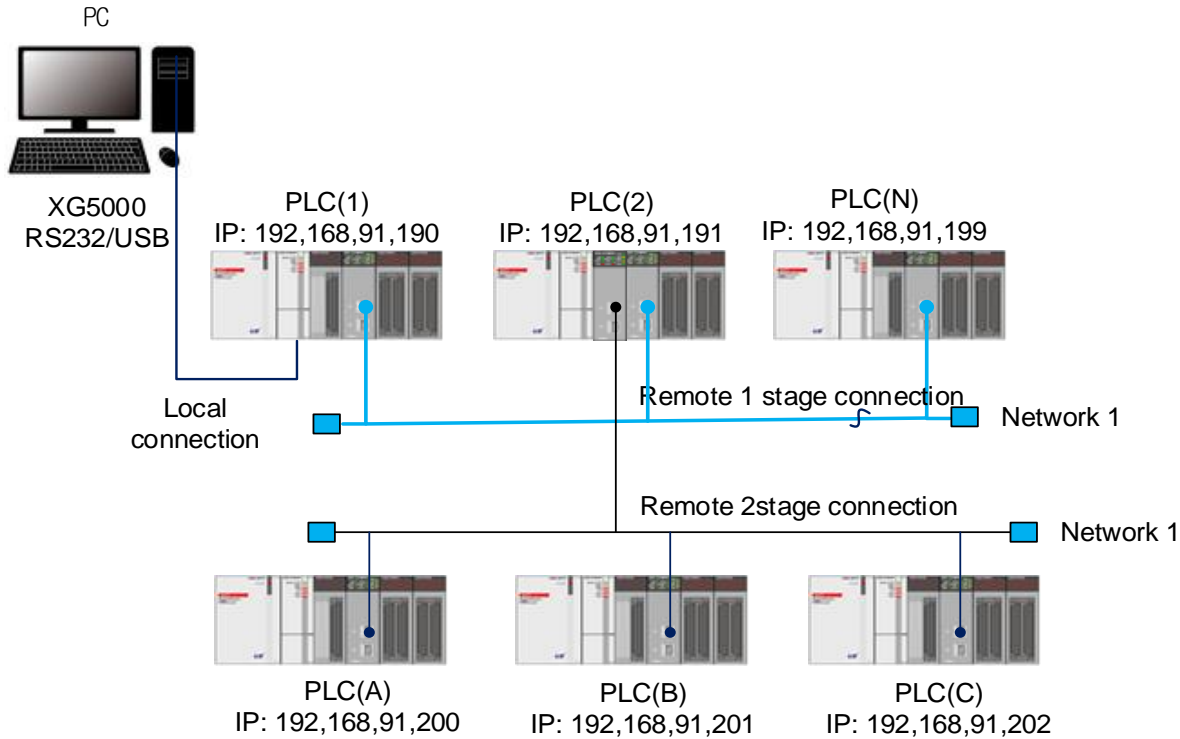 PC
XG5000
RS232/USB
PLC(1)
IP: 192,168,91,190
PLC(2)
IP: 192,168,91,191
PLC(N)
IP: 192,168,91,199
Local
connection
Remote 1 stage connection
Network 1
Remote 2stage connection
Network 1
PLC(A)
IP: 192,168,91,200
PLC(B)
IP: 192,168,91,201
PLC(C)
IP: 192,168,91,202